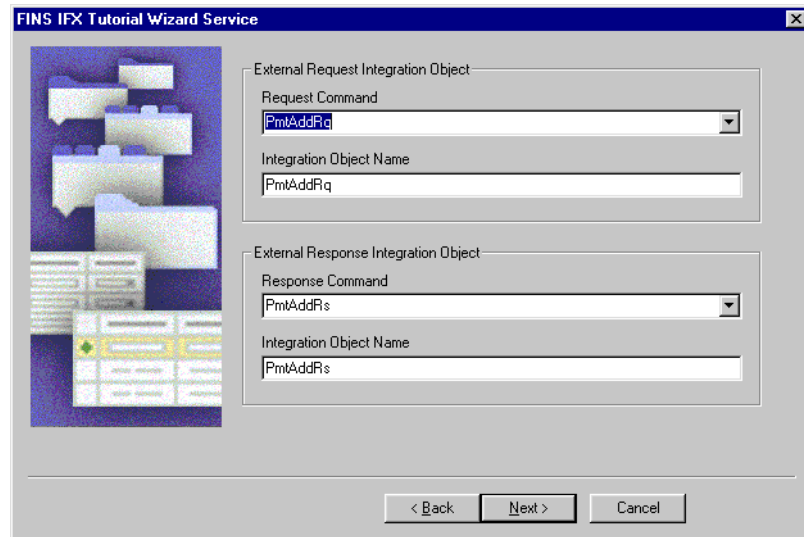 FINS IFX Tutorial Wizard Service
External Request Integration Object
Request Command
PmtAddRq
Integration Object Name
PmtAddRq
External Response Integration Object
Response Command
PmtAddRs
Integration Object Name
PmtAddRs
< Back Next > Cancel